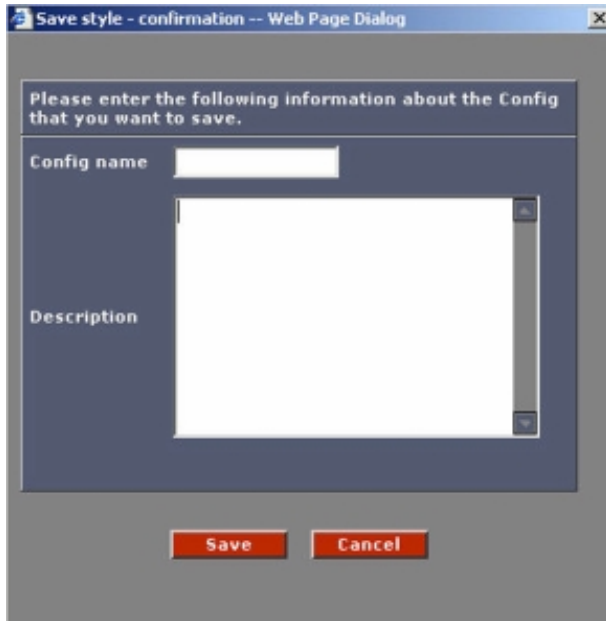 Save style - confirmation -- Web Page Dialog
Please enter the following information about the Config
that you want to save.
Config name
Description
Save
Cancel